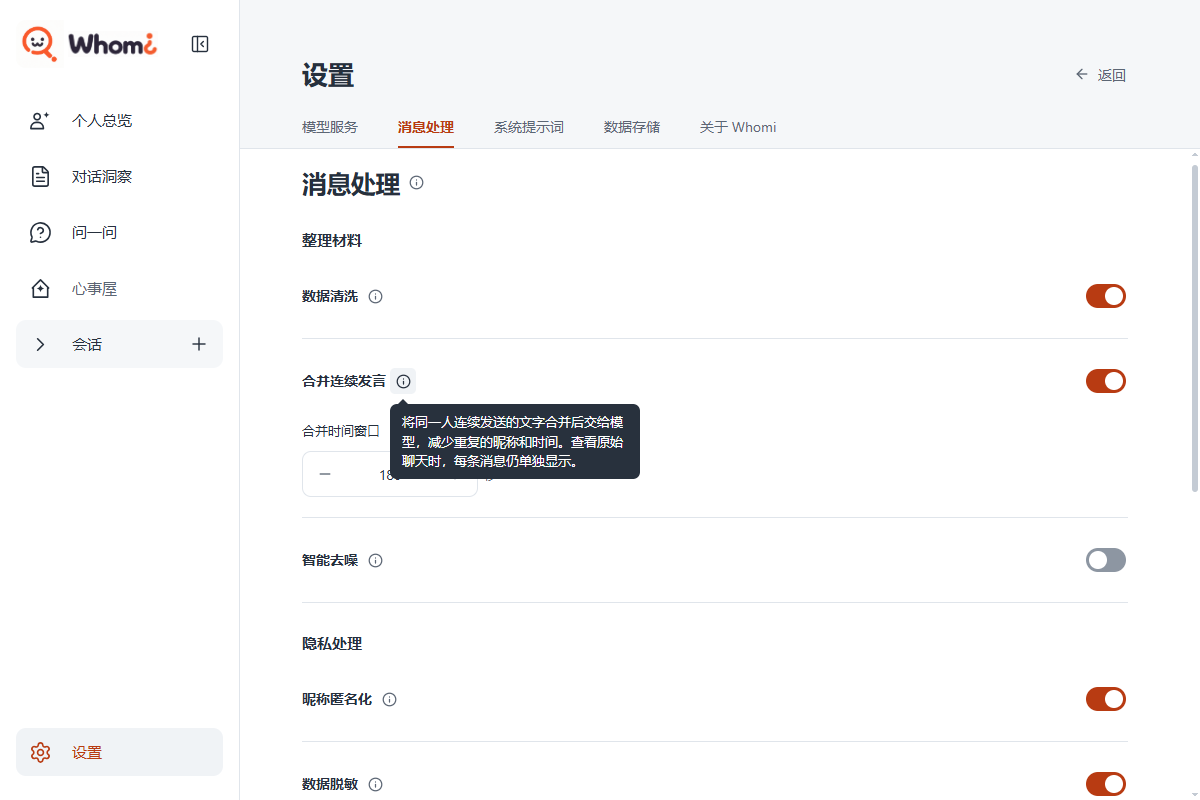 Whomi
个人总览
对话洞察
问一问
心事屋
会话
设置
设置
返回
模型服务
消息处理
系统提示词
数据存储
关于 Whomi
消息处理
整理材料
数据清洗
合并连续发言
将同一人连续发送的文字合并后交给模
型，减少重复的昵称和时间。查看原始
聊天时，每条消息仍单独显示。
合并时间窗口
智能去噪
隐私处理
昵称匿名化
数据脱敏